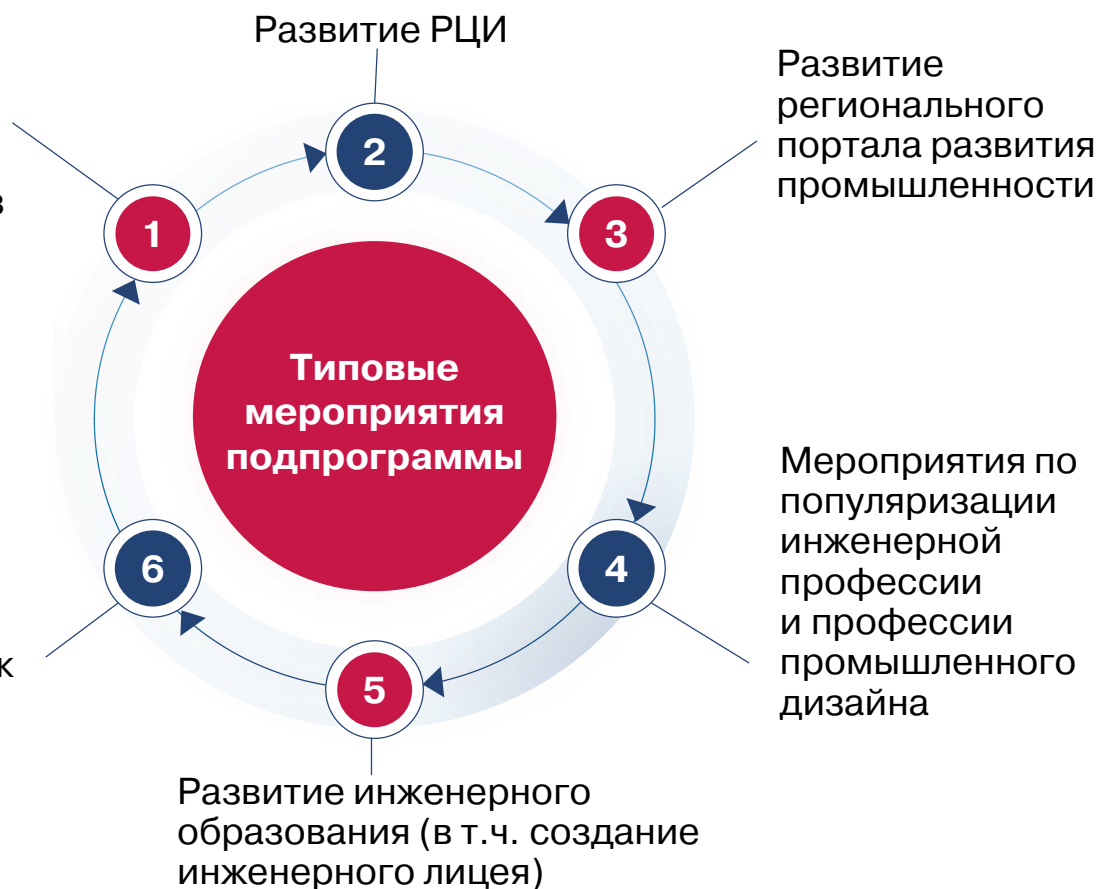 Развитие РЦИ
2
Развитие
регионального
портала развития
промышленности
в
1
3
Типовые
мероприятия
подпрограммы
Мероприятия по
популяризации
инженерной
профессии
и профессии
промышленного
дизайна
6
4
к
5
Развитие инженерного
образования (в т.ч. создание
инженерного лицея)